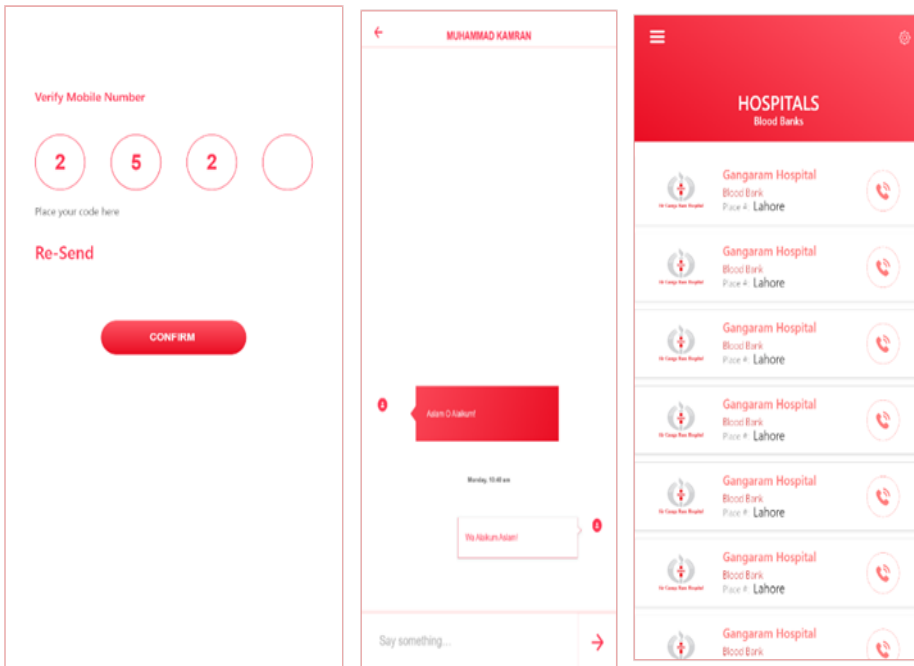 Verify Mobile Number
2 5 2
Place your code here
Re-Send
CONFIRM
MUHAMMAD KAMRAN
Aslam O Alaikum!
Monday, 10:40 am
Wa Alaikum Aslam!
Say something...
HOSPITALS
Blood Banks
Gangaram Hospital
Blood Bank
Lahore
Gangaram Hospital
Blood Bank
Lahore
Gangaram Hospital
Blood Bank
Lahore
Gangaram Hospital
Blood Bank
Lahore
Gangaram Hospital
Blood Bank
Lahore
Gangaram Hospital
Blood Bank
Lahore
Gangaram Hospital
Blood Bank